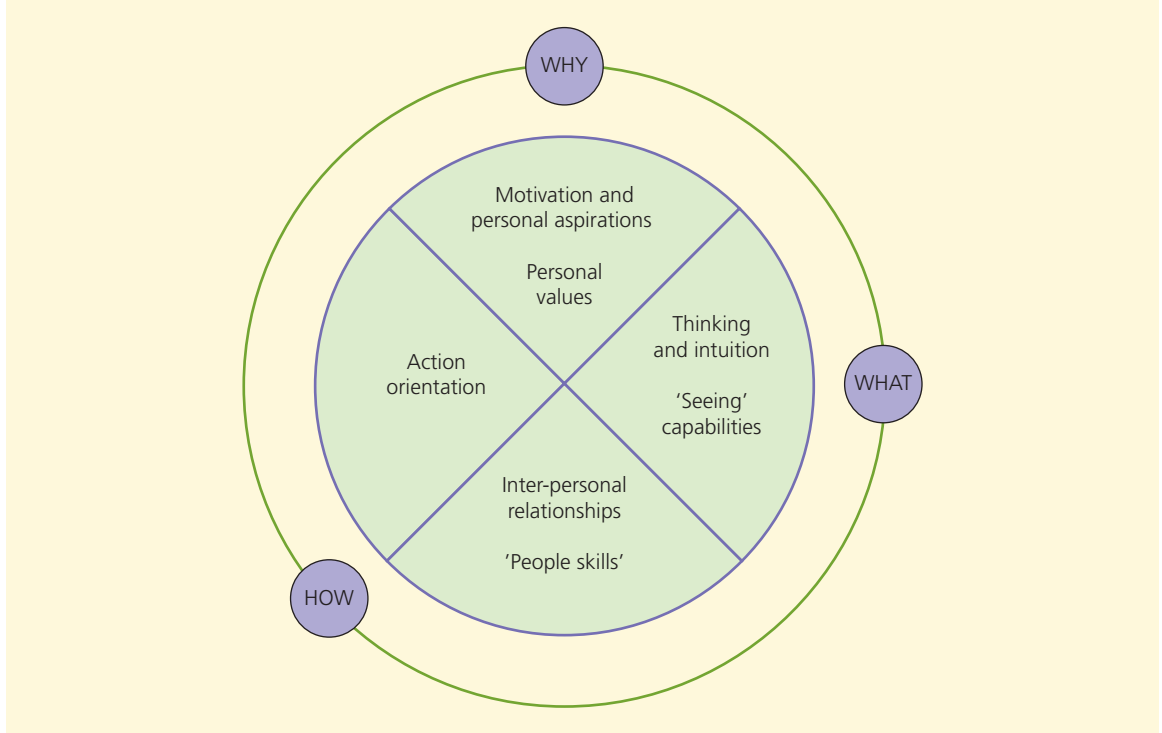 WHY
Motivation and
personal aspirations
Personal
values
Thinking
and intuition
'Seeing'
capabilities
WHAT
Action
orientation
Inter-personal
relationships
'People skills'
HOW